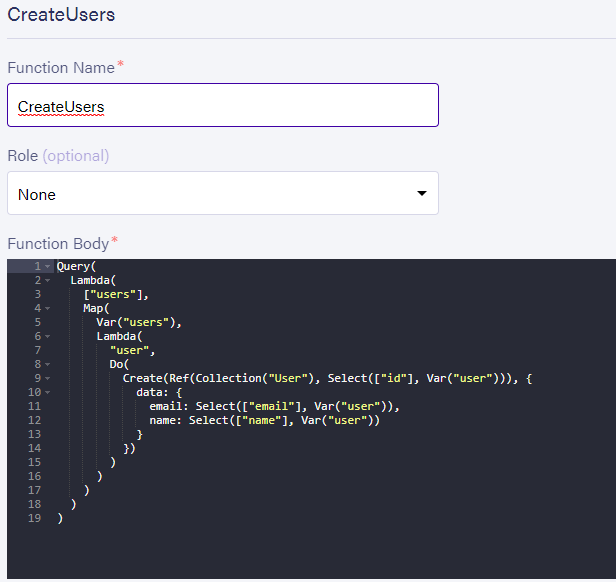 CreateUsers
Function Name*
CreateUsers
Role (optional)
None
Function Body*
1 Query(
2 Lambda(
3 ["users"],
4 Map(
5 Var("users"),
6 Lambda(
7 "user",
8 Do(
9 Create(Ref(Collection("User"), Select(["id"], Var("user"))), {
10 data: {
11 email: Select(["email"], Var("user")),
12 name: Select(["name"], Var("user"))
13 }
14 })
15 )
16 )
17 )
18 )
19 )